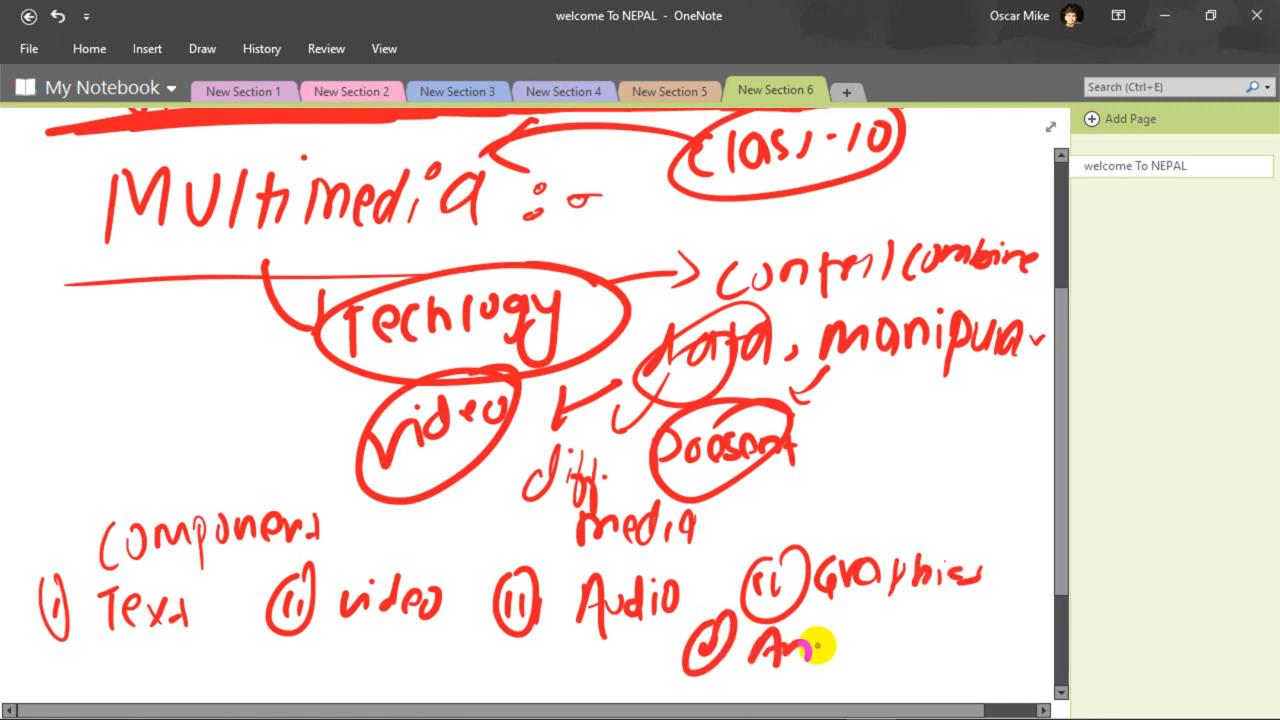 welcome To NEPAL - OneNote
Oscar Mike
File Home Insert Draw History Review View
My Notebook
New Section 1 New Section 2 New Section 3 New Section 4 New Section 5 New Section 6
Search (Ctrl+E)
Add Page
welcome To NEPAL
Class-10
Multimedia :-
Techlogy
control combine
data, manipula
video
present
diff.
media
Component
(i) Text (ii) video (iii) Audio
Graphics
(v) An